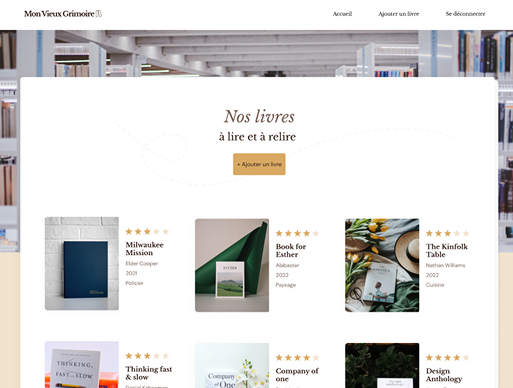 Mon Vieux Grimoire
Accueil
Ajouter un livre
Se déconnecter
Nos livres
à lire et à relire
+ Ajouter un livre
Milwaukee
Mission
Elder Cooper
2021
Policier
ESTHER
Book for
Esther
Alabaster
2022
Paysage
The Kinfolk
Table
Nathan Williams
2022
Cuisine
THINKING,
FAST AND SLOW
Thinking fast
& slow
Company
of One
Company of
one
Design
Anthology